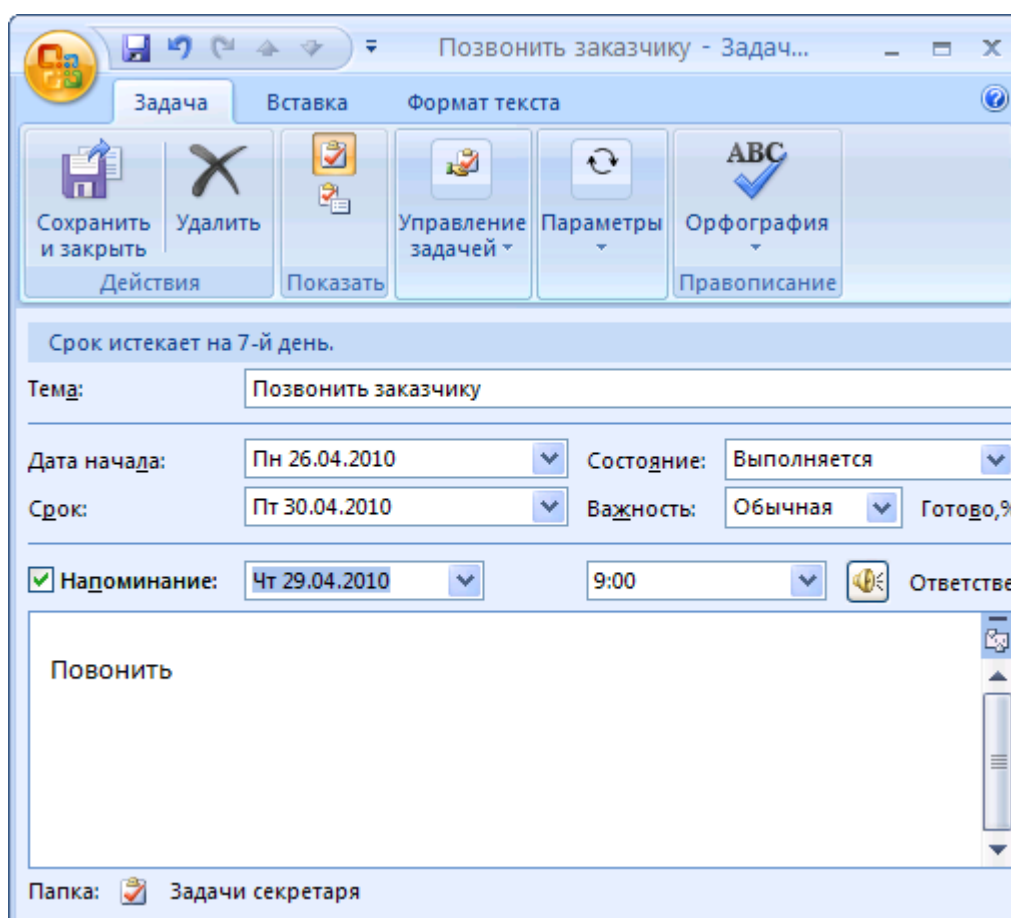 Позвонить заказчику - Задач...
Задача Вставка Формат текста
Сохранить и закрыть
Удалить
Управление задачей
Параметры
ABC
Орфография
Действия Показать Правописание
Срок истекает на 7-й день.
Тема: Позвонить заказчику
Дата начала: Пн 26.04.2010 Состояние: Выполняется
Срок: Пт 30.04.2010 Важность: Обычная Готово,%
Напоминание: Чт 29.04.2010 9:00 Ответстве
Повонить
Папка: Задачи секретаря